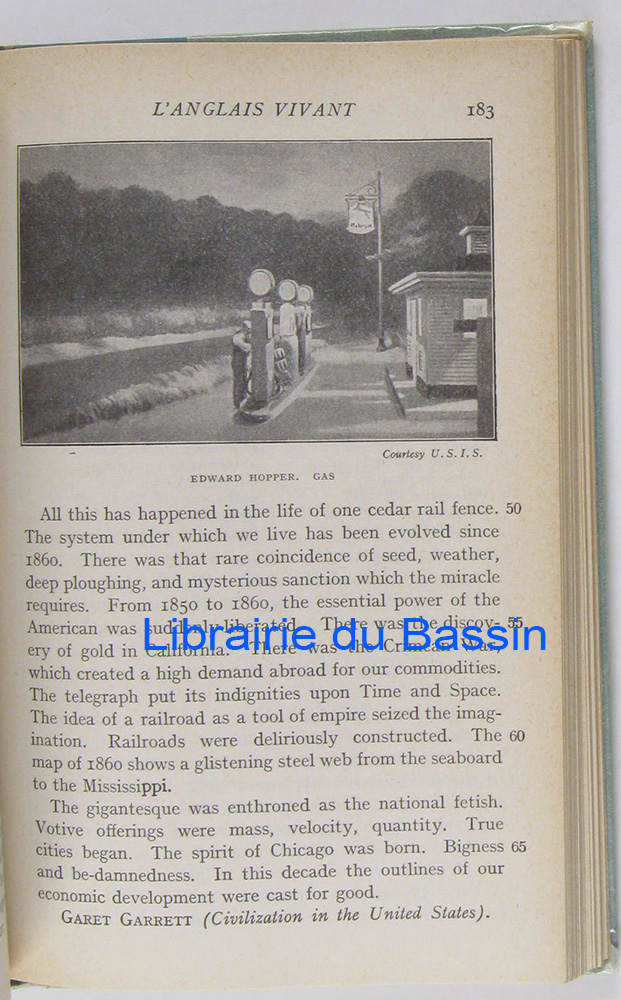 L'ANGLAIS VIVANT 183
Courtesy U.S.I.S.
EDWARD HOPPER. GAS
All this has happened in the life of one cedar rail fence. 50
The system under which we live has been evolved since
1860. There was that rare coincidence of seed, weather,
deep ploughing, and mysterious sanction which the miracle
requires. From 1850 to 1860, the essential power of the
American was suddenly liberated. There was the discov- 55
ery of gold in California. There was the Crimean War,
Librairie du Bassin
which created a high demand abroad for our commodities.
The telegraph put its indignities upon Time and Space.
The idea of a railroad as a tool of empire seized the imag-
ination. Railroads were deliriously constructed. The 60
map of 1860 shows a glistening steel web from the seaboard
to the Mississippi.
The gigantesque was enthroned as the national fetish.
Votive offerings were mass, velocity, quantity. True
cities began. The spirit of Chicago was born. Bigness 65
and be-damnedness. In this decade the outlines of our
economic development were cast for good.
GARET GARRETT (Civilization in the United States).